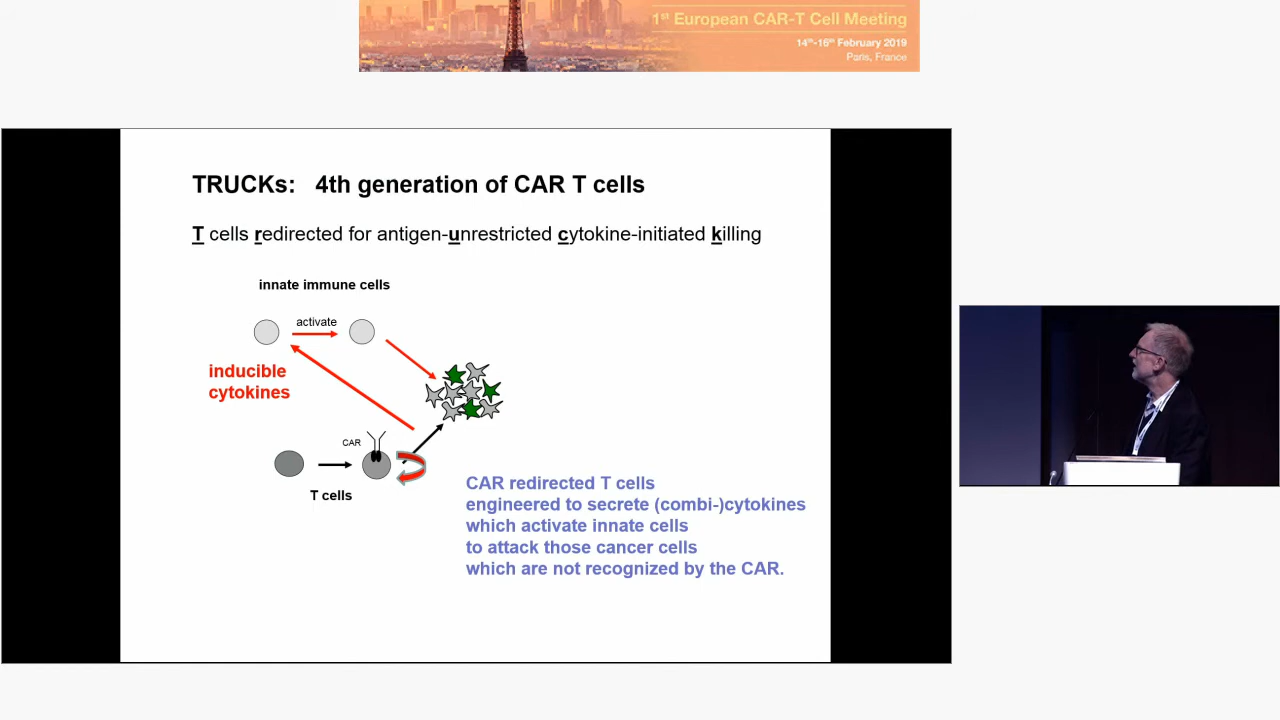 1st European CAR-T Cell Meeting
14th-16th February 2019
Paris, France
TRUCKs: 4th generation of CAR T cells
T cells redirected for antigen-unrestricted cytokine-initiated killing
innate immune cells
activate
inducible
cytokines
CAR
T cells
CAR redirected T cells
engineered to secrete (combi-)cytokines
which activate innate cells
to attack those cancer cells
which are not recognized by the CAR.